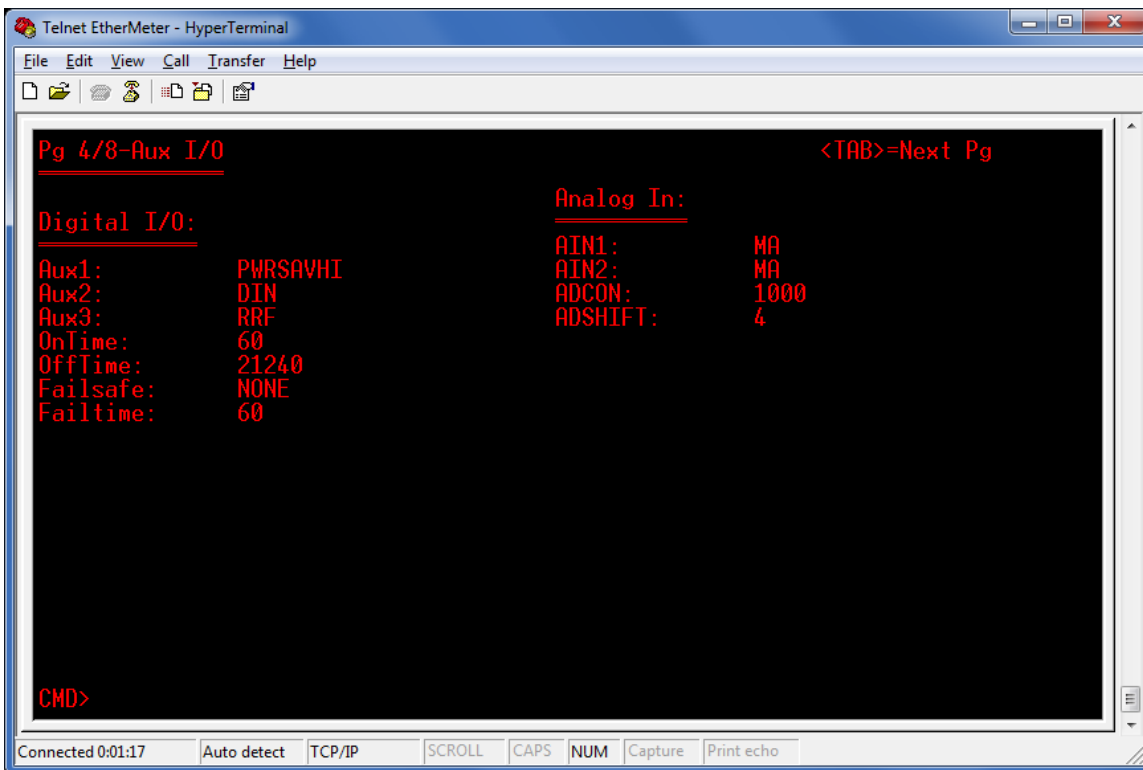 Telnet EtherMeter - HyperTerminal
File Edit View Call Transfer Help
Pg 4/8-Aux I/O <TAB>=Next Pg
Digital I/O:
Aux1: PWRSAVHI
Aux2: DIN
Aux3: RRF
OnTime: 60
OffTime: 21240
Failsafe: NONE
Failtime: 60
Analog In:
AIN1: MA
AIN2: MA
ADCON: 1000
ADSHIFT: 4
CMD>
Connected 0:01:17 Auto detect TCP/IP SCROLL CAPS NUM Capture Print echo